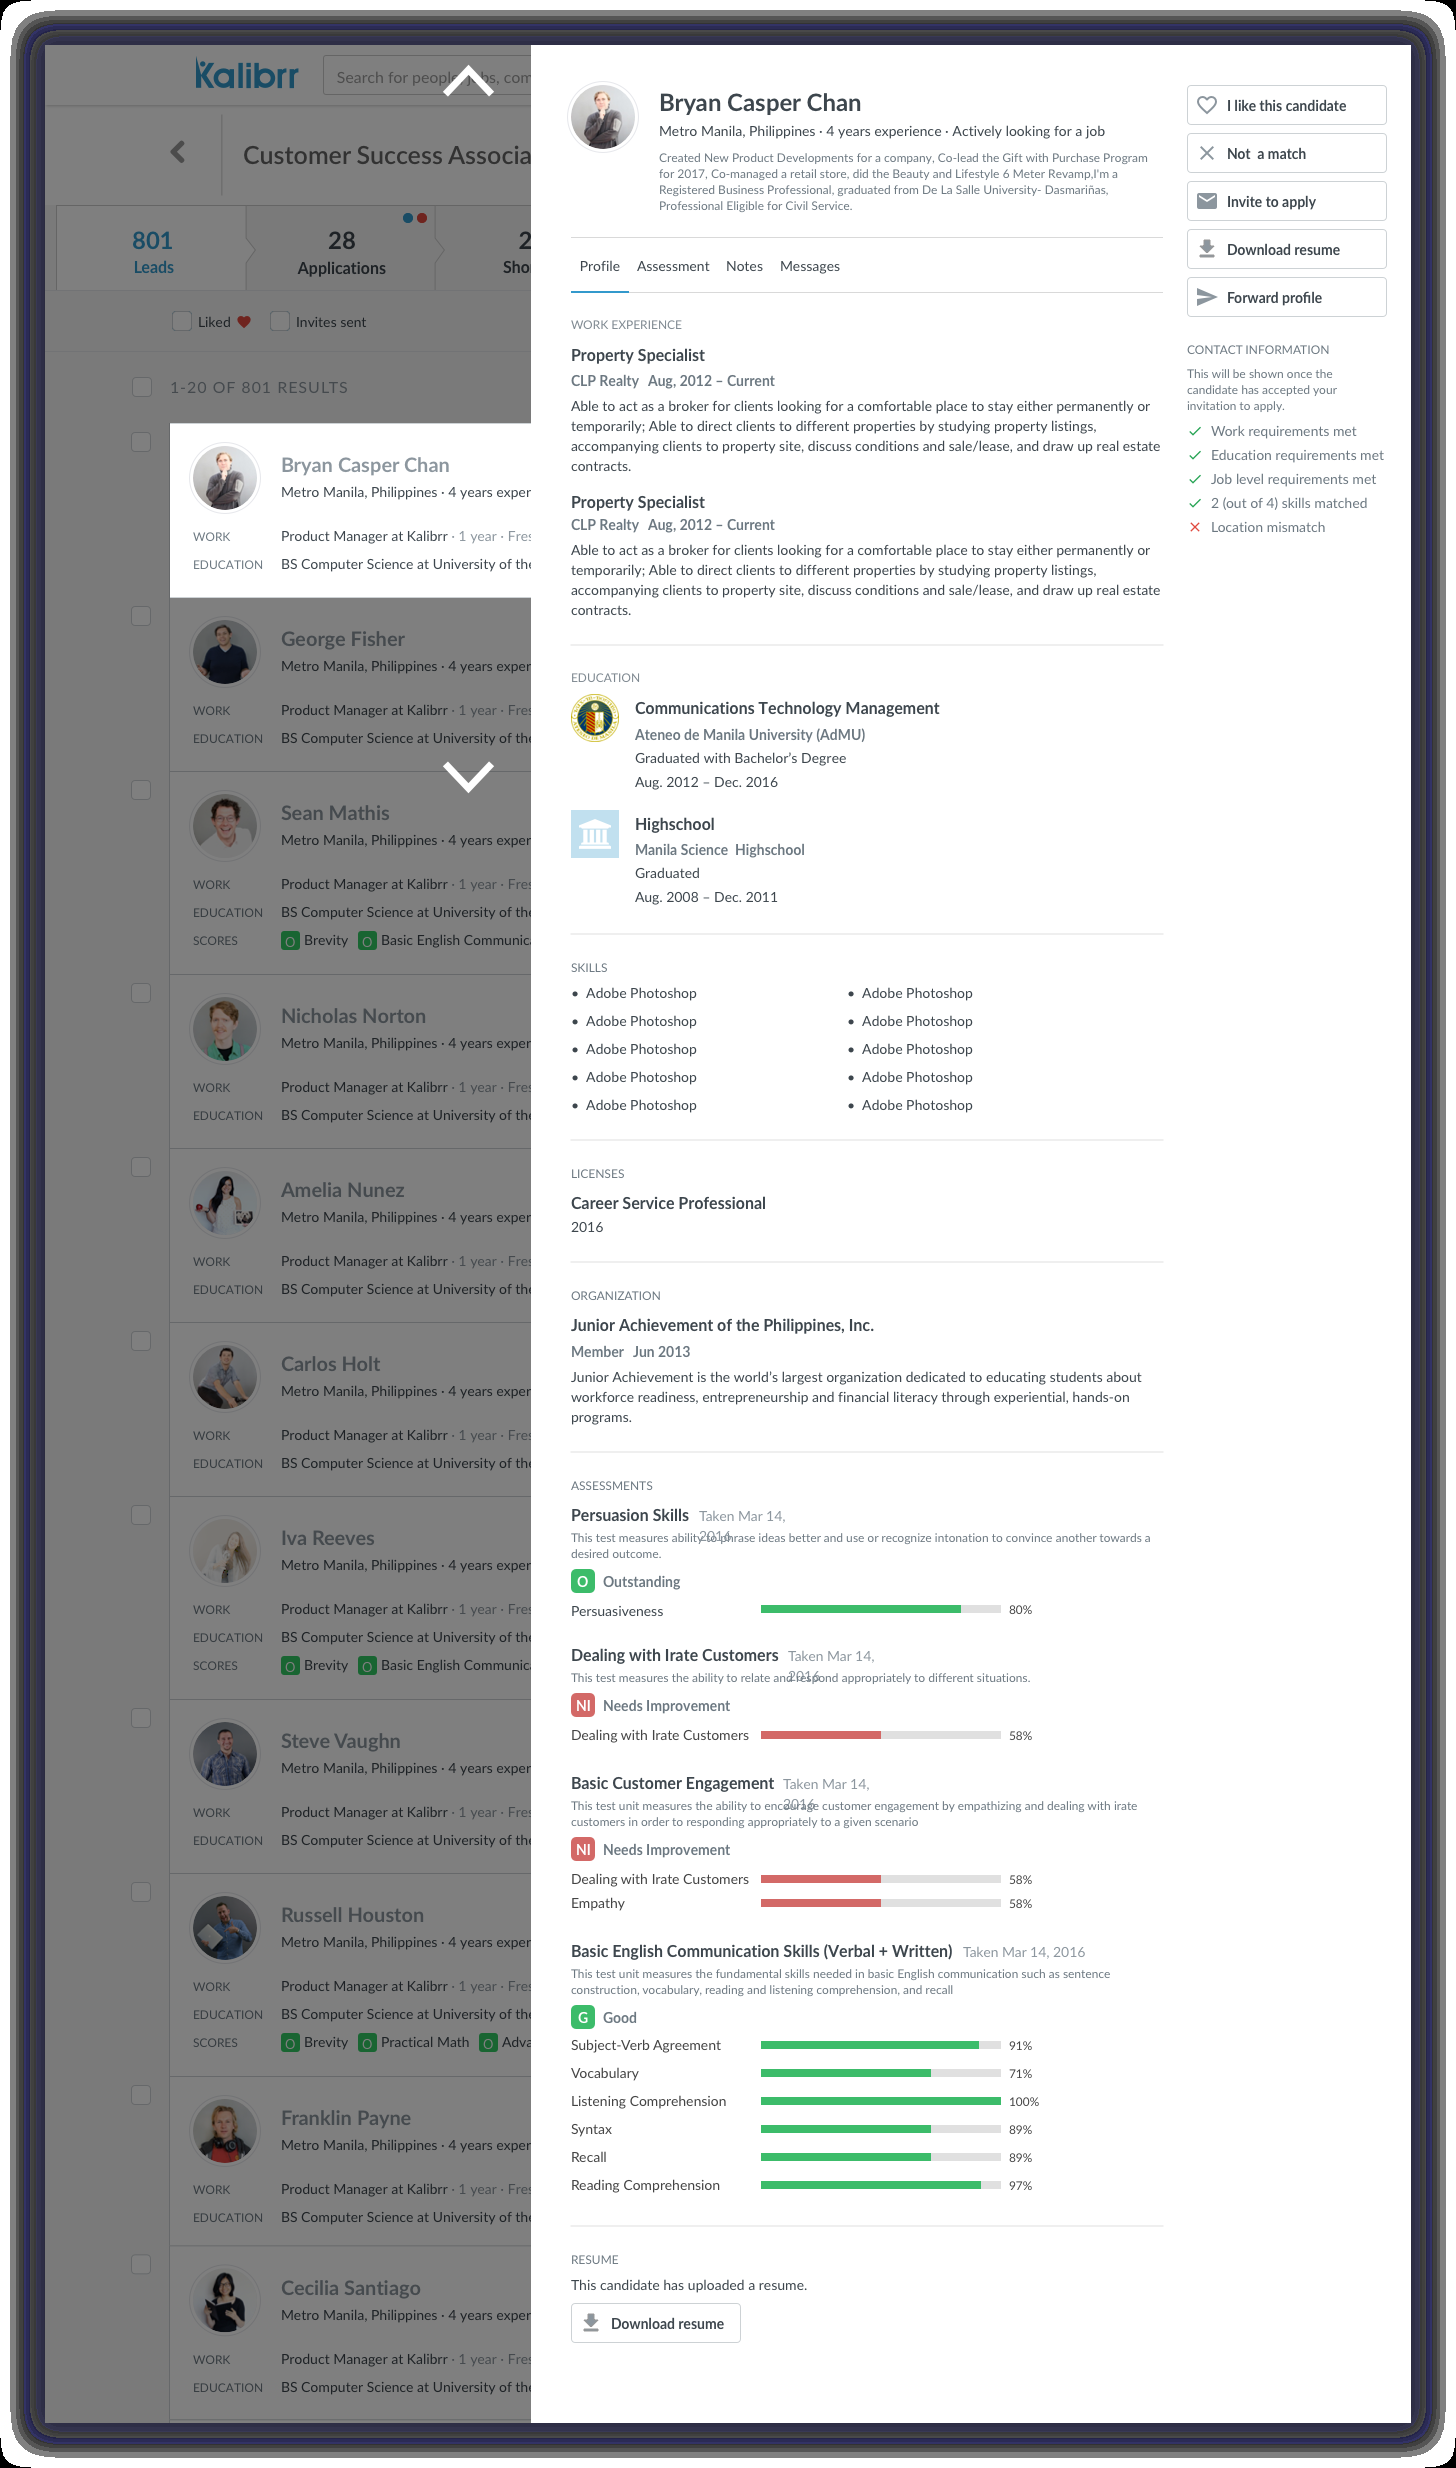 Kalibrr
Search for people, jobs, com
Customer Success Associa
801
Leads
28
Applications
2
Sho
Liked
Invites sent
1-20 OF 801 RESULTS
Bryan Casper Chan
Metro Manila, Philippines · 4 years exper
WORK Product Manager at Kalibrr · 1 year · Fres
EDUCATION BS Computer Science at University of the
George Fisher
Metro Manila, Philippines · 4 years exper
WORK Product Manager at Kalibrr · 1 year · Fres
EDUCATION BS Computer Science at University of the
Sean Mathis
Metro Manila, Philippines · 4 years exper
WORK Product Manager at Kalibrr · 1 year · Fres
EDUCATION BS Computer Science at University of the
SCORES O Brevity O Basic English Communica
Nicholas Norton
Metro Manila, Philippines · 4 years exper
WORK Product Manager at Kalibrr · 1 year · Fres
EDUCATION BS Computer Science at University of the
Amelia Nunez
Metro Manila, Philippines · 4 years exper
WORK Product Manager at Kalibrr · 1 year · Fres
EDUCATION BS Computer Science at University of the
Carlos Holt
Metro Manila, Philippines · 4 years exper
WORK Product Manager at Kalibrr · 1 year · Fres
EDUCATION BS Computer Science at University of the
Iva Reeves
Metro Manila, Philippines · 4 years exper
WORK Product Manager at Kalibrr · 1 year · Fres
EDUCATION BS Computer Science at University of the
SCORES O Brevity O Basic English Communic
Steve Vaughn
Metro Manila, Philippines · 4 years exper
WORK Product Manager at Kalibrr · 1 year · Fres
EDUCATION BS Computer Science at University of the
Russell Houston
Metro Manila, Philippines · 4 years exper
WORK Product Manager at Kalibrr · 1 year · Fres
EDUCATION BS Computer Science at University of the
SCORES O Brevity O Practical Math O Adva
Franklin Payne
Metro Manila, Philippines · 4 years exper
WORK Product Manager at Kalibrr · 1 year · Fres
EDUCATION BS Computer Science at University of the
Cecilia Santiago
Metro Manila, Philippines · 4 years exper
WORK Product Manager at Kalibrr · 1 year · Fres
EDUCATION BS Computer Science at University of the
Bryan Casper Chan
Metro Manila, Philippines · 4 years experience · Actively looking for a job
Created New Product Developments for a company, Co-lead the Gift with Purchase Program
for 2017, Co-managed a retail store, did the Beauty and Lifestyle 6 Meter Revamp,I'm a
Registered Business Professional, graduated from De La Salle University- Dasmariñas,
Professional Eligible for Civil Service.
Profile Assessment Notes Messages
WORK EXPERIENCE
Property Specialist
CLP Realty Aug, 2012 – Current
Able to act as a broker for clients looking for a comfortable place to stay either permanently or
temporarily; Able to direct clients to different properties by studying property listings,
accompanying clients to property site, discuss conditions and sale/lease, and draw up real estate
contracts.
Property Specialist
CLP Realty Aug, 2012 – Current
Able to act as a broker for clients looking for a comfortable place to stay either permanently or
temporarily; Able to direct clients to different properties by studying property listings,
accompanying clients to property site, discuss conditions and sale/lease, and draw up real estate
contracts.
EDUCATION
Communications Technology Management
Ateneo de Manila University (AdMU)
Graduated with Bachelor's Degree
Aug. 2012 – Dec. 2016
Highschool
Manila Science Highschool
Graduated
Aug. 2008 – Dec. 2011
SKILLS
• Adobe Photoshop • Adobe Photoshop
• Adobe Photoshop • Adobe Photoshop
• Adobe Photoshop • Adobe Photoshop
• Adobe Photoshop • Adobe Photoshop
• Adobe Photoshop • Adobe Photoshop
LICENSES
Career Service Professional
2016
ORGANIZATION
Junior Achievement of the Philippines, Inc.
Member Jun 2013
Junior Achievement is the world's largest organization dedicated to educating students about
workforce readiness, entrepreneurship and financial literacy through experiential, hands-on
programs.
ASSESSMENTS
Persuasion Skills Taken Mar 14,
2016
This test measures ability to phrase ideas better and use or recognize intonation to convince another towards a
desired outcome.
O Outstanding
Persuasiveness 80%
Dealing with Irate Customers Taken Mar 14,
2016
This test measures the ability to relate and respond appropriately to different situations.
NI Needs Improvement
Dealing with Irate Customers 58%
Basic Customer Engagement Taken Mar 14,
2016
This test unit measures the ability to encourage customer engagement by empathizing and dealing with irate
customers in order to responding appropriately to a given scenario
NI Needs Improvement
Dealing with Irate Customers 58%
Empathy 58%
Basic English Communication Skills (Verbal + Written) Taken Mar 14, 2016
This test unit measures the fundamental skills needed in basic English communication such as sentence
construction, vocabulary, reading and listening comprehension, and recall
G Good
Subject-Verb Agreement 91%
Vocabulary 71%
Listening Comprehension 100%
Syntax 89%
Recall 89%
Reading Comprehension 97%
RESUME
This candidate has uploaded a resume.
Download resume
I like this candidate
Not a match
Invite to apply
Download resume
Forward profile
CONTACT INFORMATION
This will be shown once the
candidate has accepted your
invitation to apply.
Work requirements met
Education requirements met
Job level requirements met
2 (out of 4) skills matched
Location mismatch